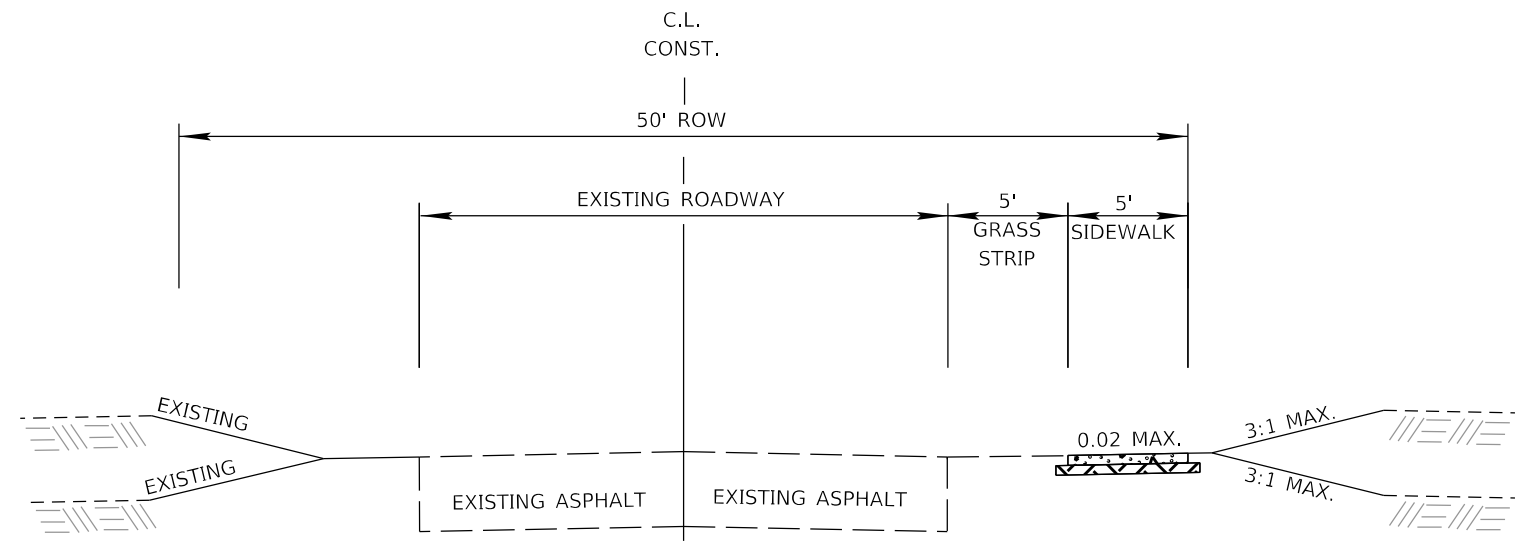 C.L.
CONST.
50' ROW
EXISTING ROADWAY
5'
GRASS
STRIP
5'
SIDEWALK
EXISTING
EXISTING
EXISTING ASPHALT
EXISTING ASPHALT
0.02 MAX.
3:1 MAX.
3:1 MAX.